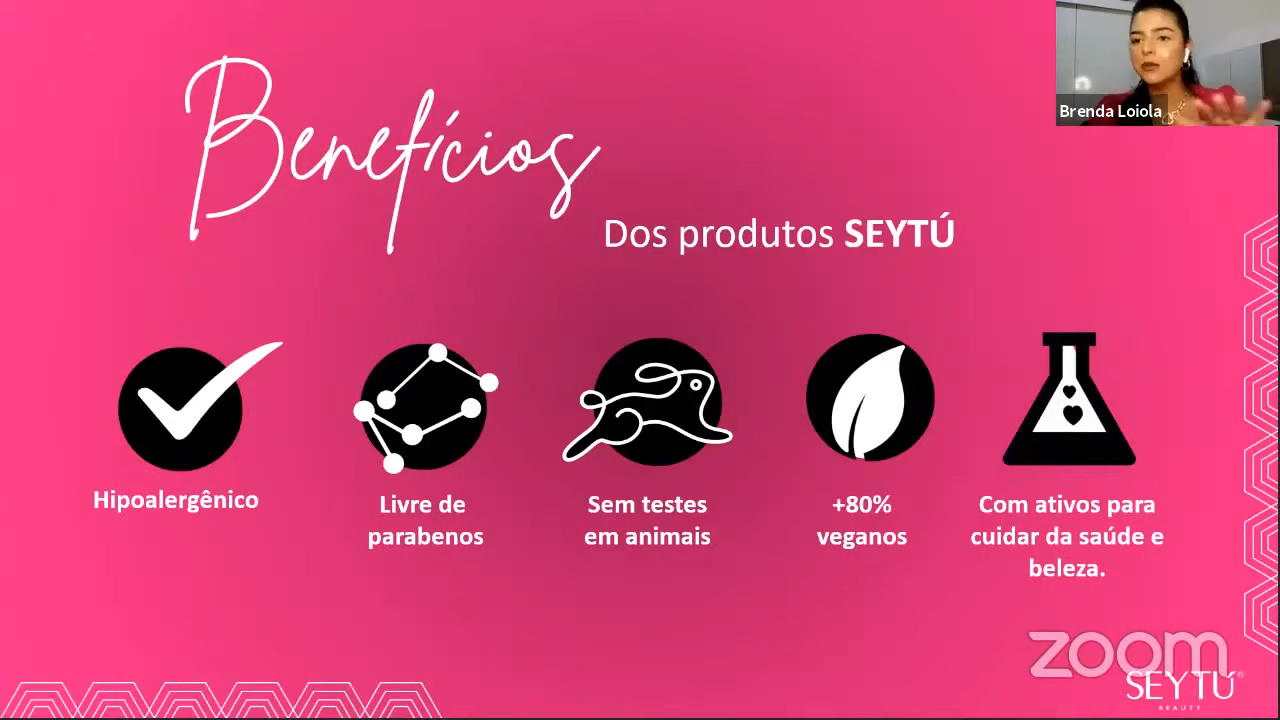 Brenda Loiola
Benefícios
Dos produtos SEYTÚ
Hipoalergênico
Livre de
parabenos
Sem testes
em animais
+80%
veganos
Com ativos para
cuidar da saúde e
beleza.
zoom
SEYTÚ®
BEAUTY